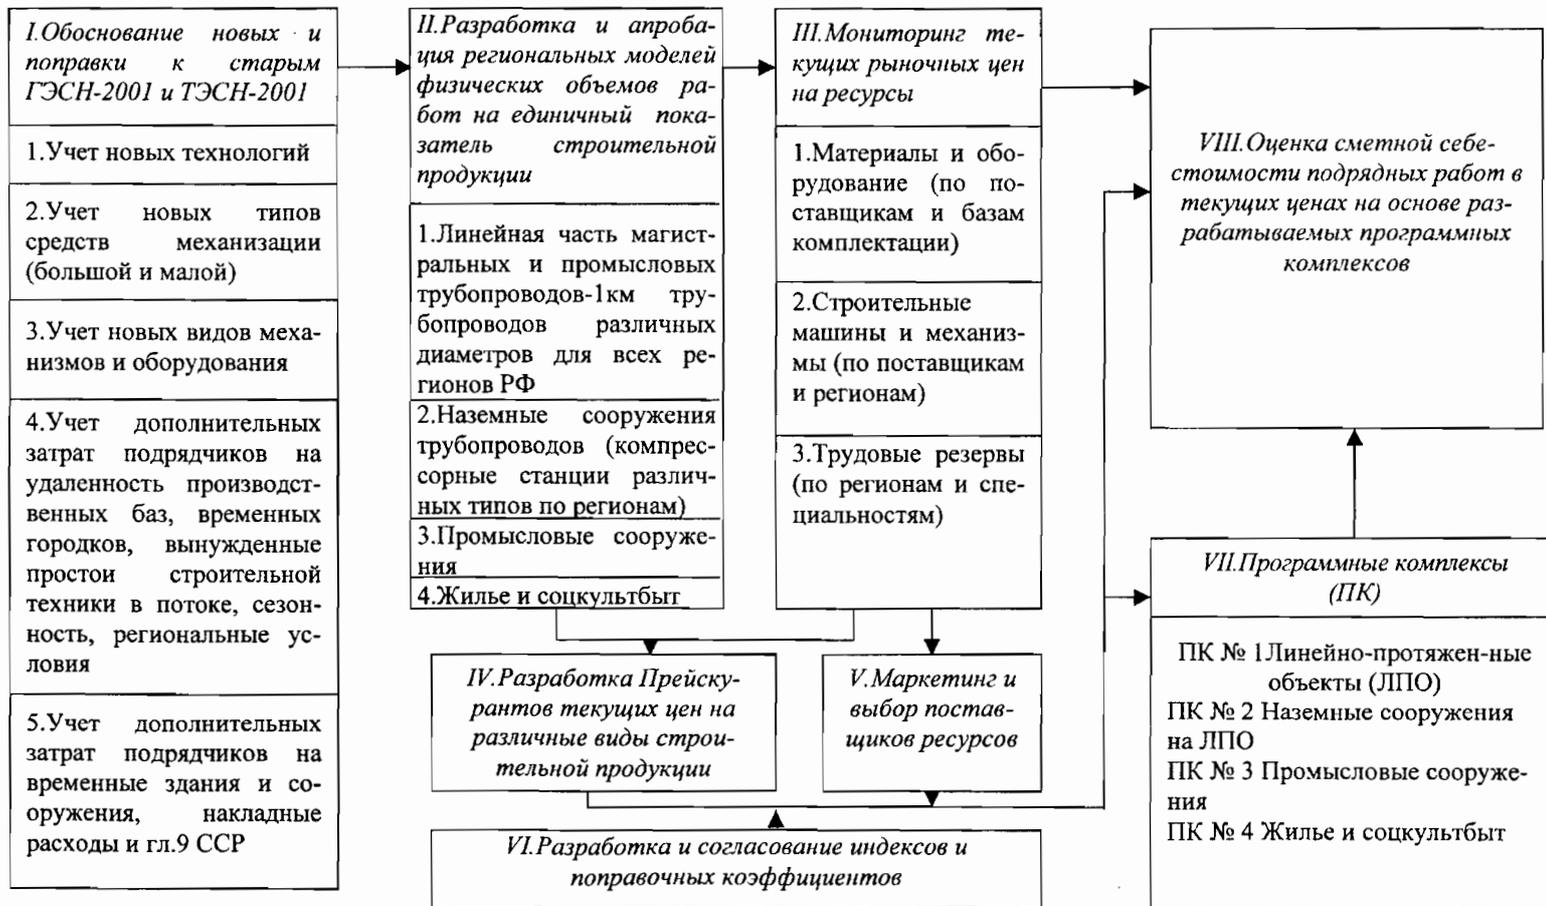 I.Обоснование новых и
поправки к старым
ГЭСН-2001 и ТЭСН-2001
1.Учет новых технологий
2.Учет новых типов
средств механизации
(большой и малой)
3.Учет новых видов меха-
низмов и оборудования
4.Учет дополнительных
затрат подрядчиков на
удаленность производст-
венных баз, временных
городков, вынужденные
простои строительной
техники в потоке, сезон-
ность, региональные ус-
ловия
5.Учет дополнительных
затрат подрядчиков на
временные здания и со-
оружения, накладные
расходы и гл.9 ССР
II.Разработка и апроба-
ция региональных моделей
физических объемов ра-
бот на единичный пока-
затель строительной
продукции
1.Линейная часть магист-
ральных и промысловых
трубопроводов-1км тру-
бопроводов различных
диаметров для всех ре-
гионов РФ
2.Наземные сооружения
трубопроводов (компрес-
сорные станции различ-
ных типов по регионам)
3.Промысловые сооруже-
ния
4.Жилье и соцкультбыт
III.Мониторинг те-
кущих рыночных цен
на ресурсы
1.Материалы и обо-
рудование (по по-
ставщикам и базам
комплектации)
2.Строительные
машины и механиз-
мы (по поставщикам
и регионам)
3.Трудовые резервы
(по регионам и спе-
циальностям)
IV.Разработка Прейску-
рантов текущих цен на
различные виды строи-
тельной продукции
V.Маркетинг и
выбор постав-
щиков ресурсов
VI.Разработка и согласование индексов и
поправочных коэффициентов
VIII.Оценка сметной себе-
стоимости подрядных работ в
текущих ценах на основе раз-
рабатываемых программных
комплексов
VII.Программные комплексы
(ПК)
ПК № 1Линейно-протяжен-ные
объекты (ЛПО)
ПК № 2 Наземные сооружения
на ЛПО
ПК № 3 Промысловые сооруже-
ния
ПК № 4 Жилье и соцкультбыт